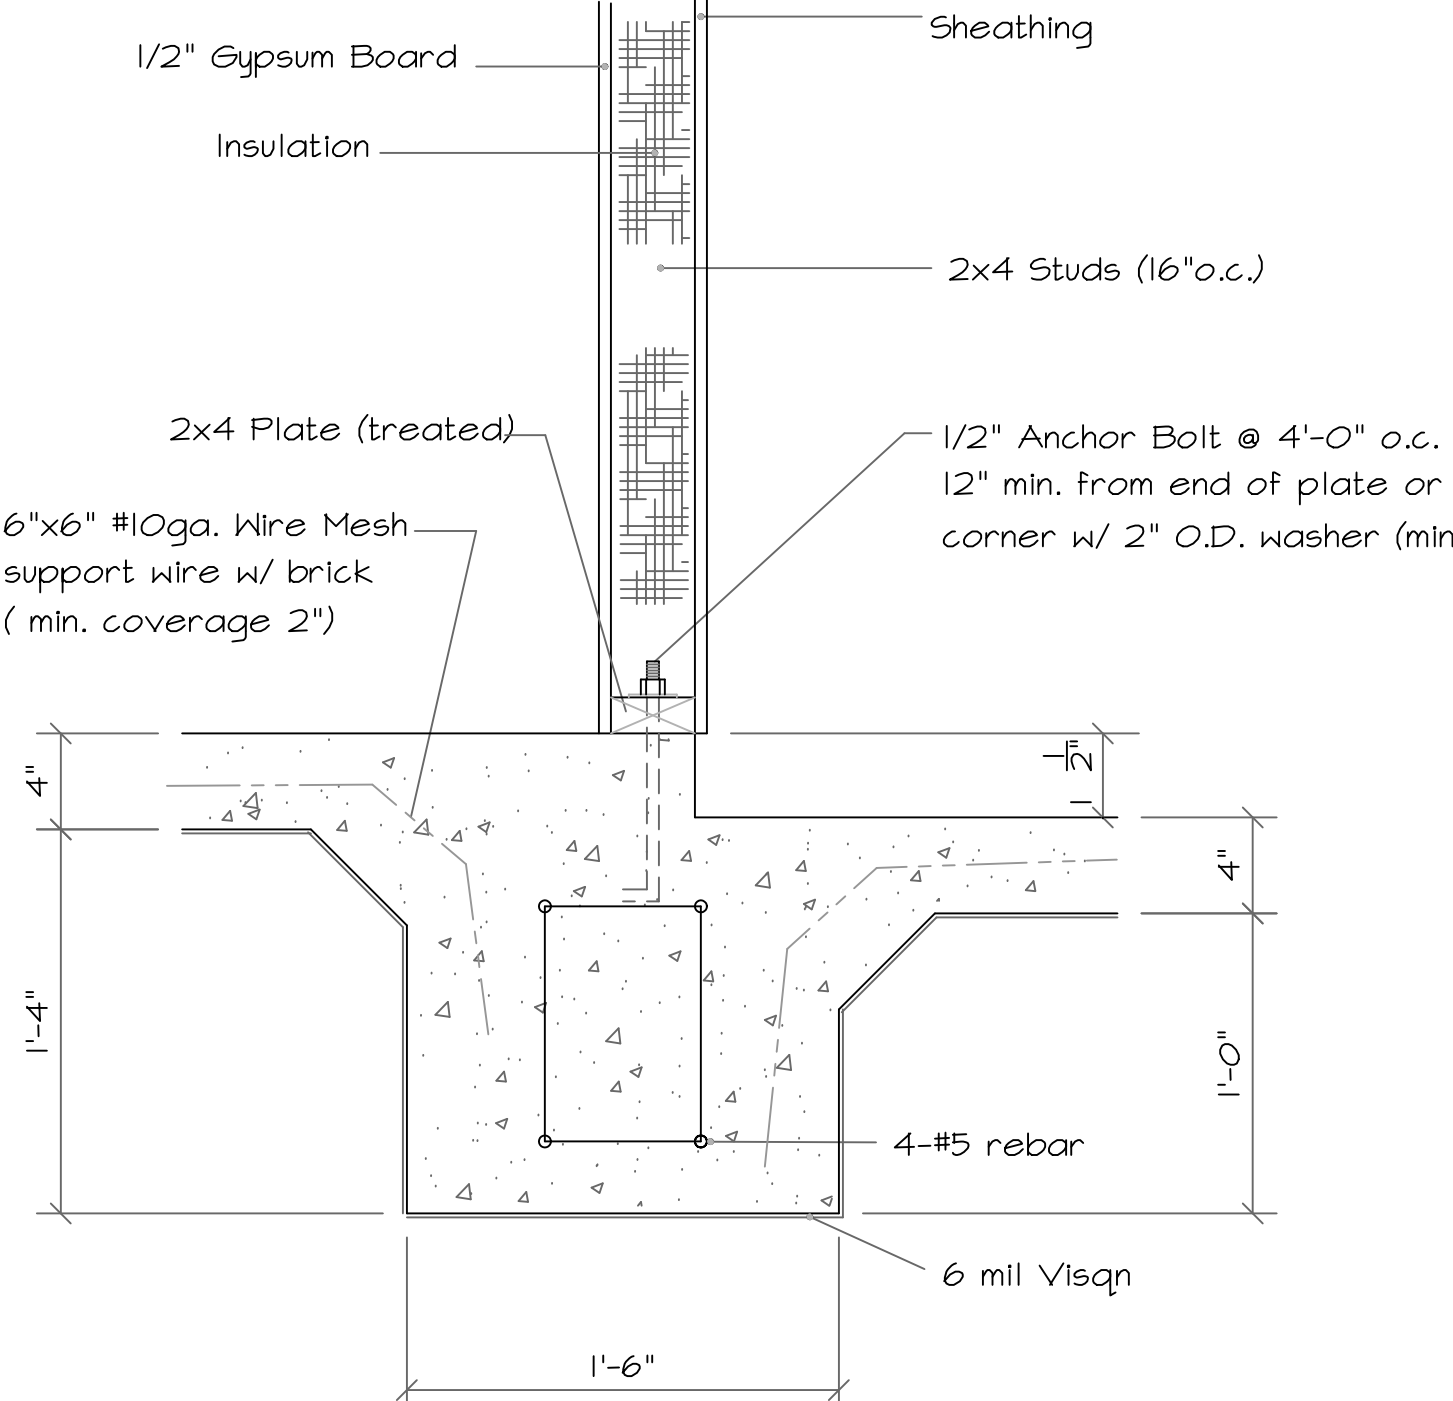 Sheathing
1/2" Gypsum Board
Insulation
2x4 Studs (16"o.c.)
2x4 Plate (treated)
1/2" Anchor Bolt @ 4'-0" o.c.
12" min. from end of plate or
corner w/ 2" O.D. washer (min
6"x6" #10ga. Wire Mesh
support wire w/ brick
( min. coverage 2")
4"
1 1/2"
4"
1'-4"
1'-0"
4-#5 rebar
6 mil Visqn
1'-6"